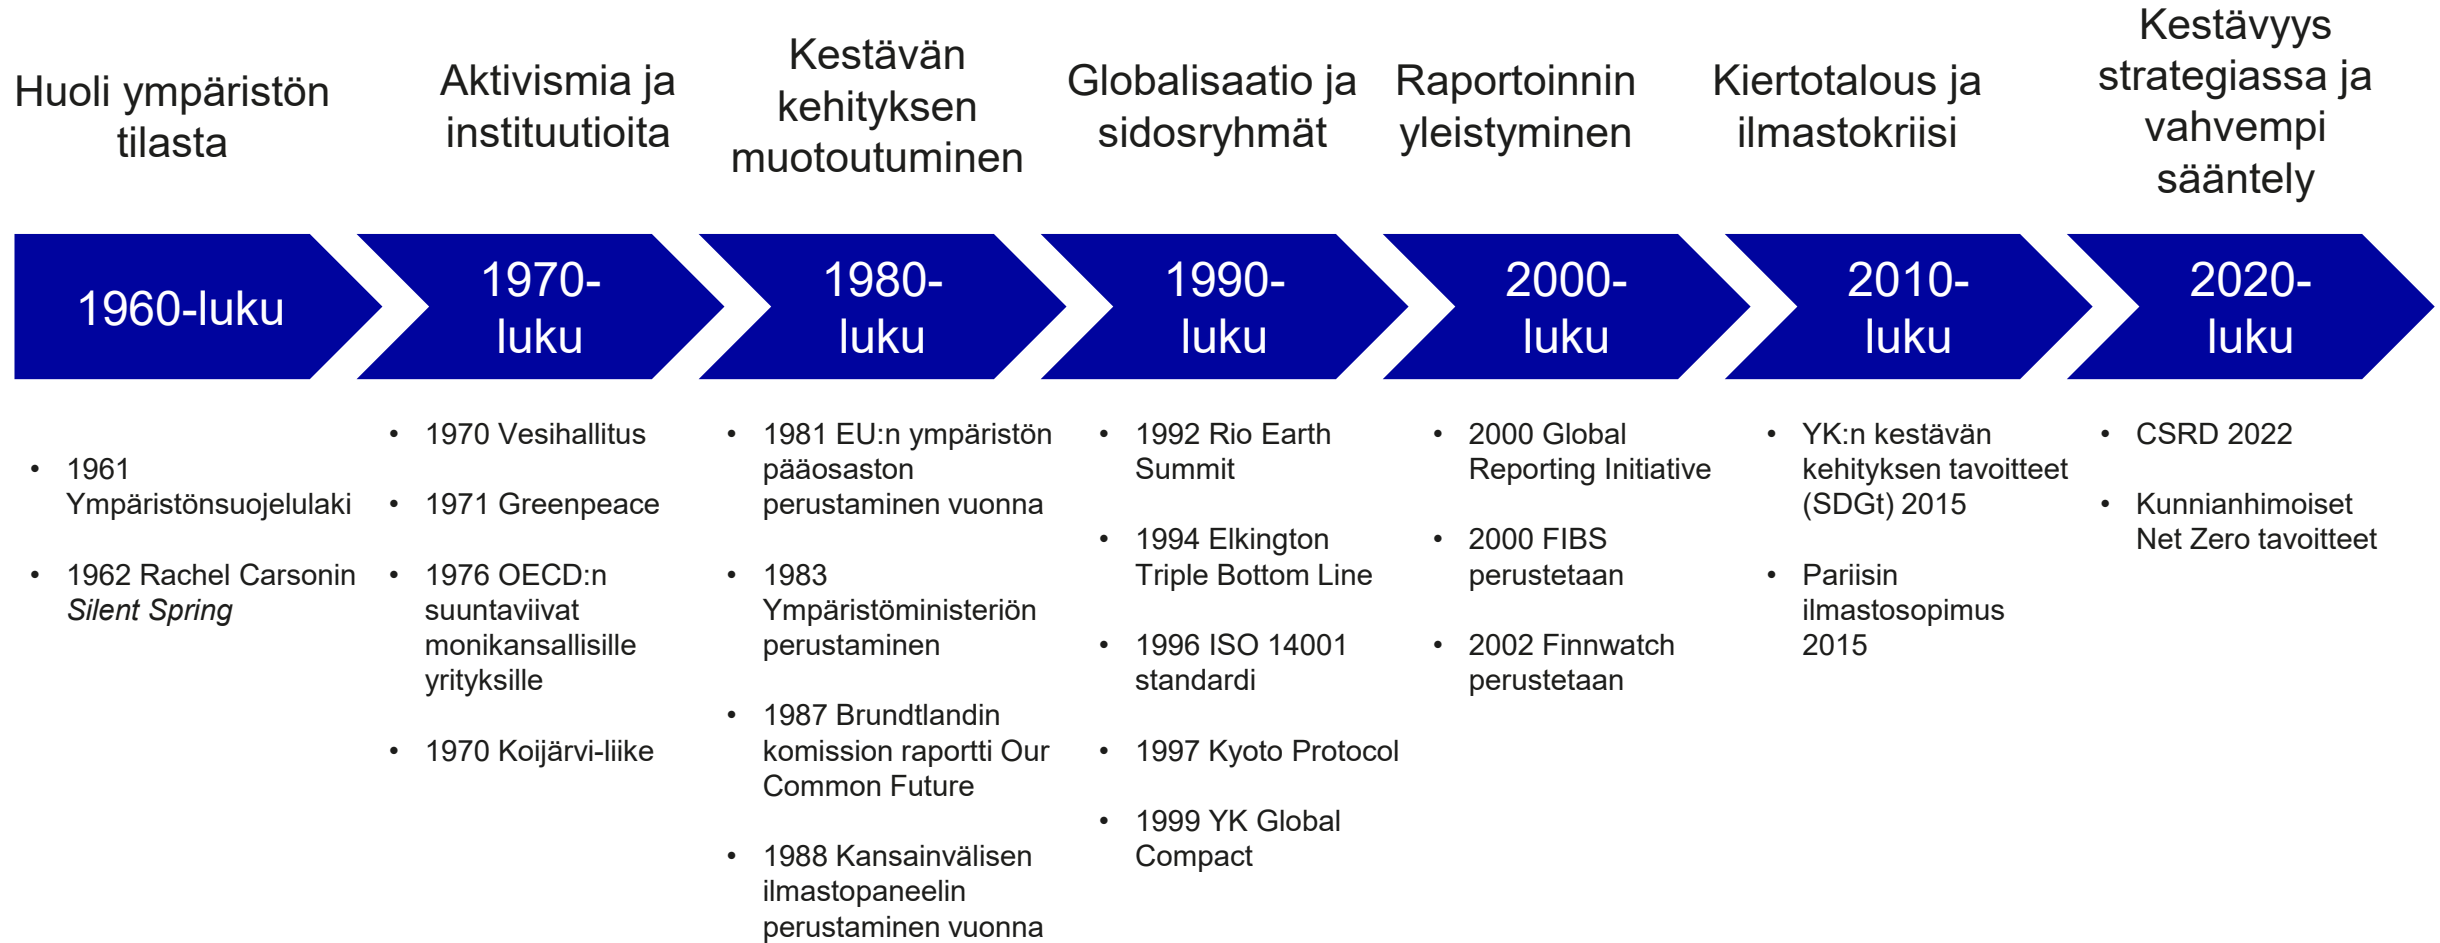 Huoli ympäristön
tilasta
Aktivismia ja
instituutioita
Kestävän
kehityksen
muotoutuminen
Globalisaatio ja
sidosryhmät
Raportoinnin
yleistyminen
Kiertotalous ja
ilmastokriisi
Kestävyys
strategiassa ja
vahvempi
sääntely
1960-luku
1970-
luku
1980-
luku
1990-
luku
2000-
luku
2010-
luku
2020-
luku
• 1961
Ympäristönsuojelulaki
• 1962 Rachel Carsonin
Silent Spring
• 1970 Vesihallitus
• 1971 Greenpeace
• 1976 OECD:n
suuntaviivat
monikansallisille
yrityksille
• 1970 Koijärvi-liike
• 1981 EU:n ympäristön
pääosaston
perustaminen vuonna
• 1983
Ympäristöministeriön
perustaminen
• 1987 Brundtlandin
komission raportti Our
Common Future
• 1988 Kansainvälisen
ilmastopaneelin
perustaminen vuonna
• 1992 Rio Earth
Summit
• 1994 Elkington
Triple Bottom Line
• 1996 ISO 14001
standardi
• 1997 Kyoto Protocol
• 1999 YK Global
Compact
• 2000 Global
Reporting Initiative
• 2000 FIBS
perustetaan
• 2002 Finnwatch
perustetaan
• YK:n kestävän
kehityksen tavoitteet
(SDGt) 2015
• Pariisin
ilmastosopimus
2015
• CSRD 2022
• Kunnianhimoiset
Net Zero tavoitteet